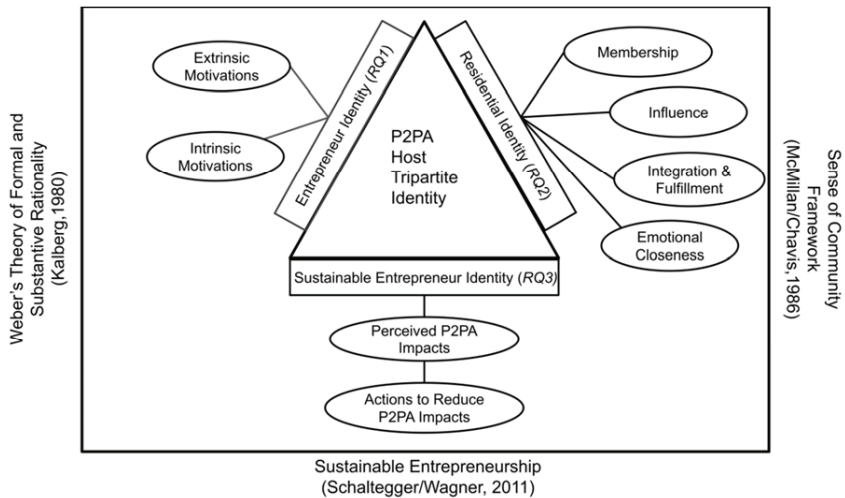 Weber's Theory of Formal and
Substantive Rationality
(Kalberg,1980)
Extrinsic
Motivations
Intrinsic
Motivations
Entrepreneur Identity (RQ1)
P2PA
Host
Tripartite
Identity
Residential Identity (RQ2)
Membership
Influence
Integration &
Fulfillment
Emotional
Closeness
Sense of Community
Framework
(McMillan/Chavis,1986)
Sustainable Entrepreneur Identity (RQ3)
Perceived P2PA
Impacts
Actions to Reduce
P2PA Impacts
Sustainable Entrepreneurship
(Schaltegger/Wagner, 2011)